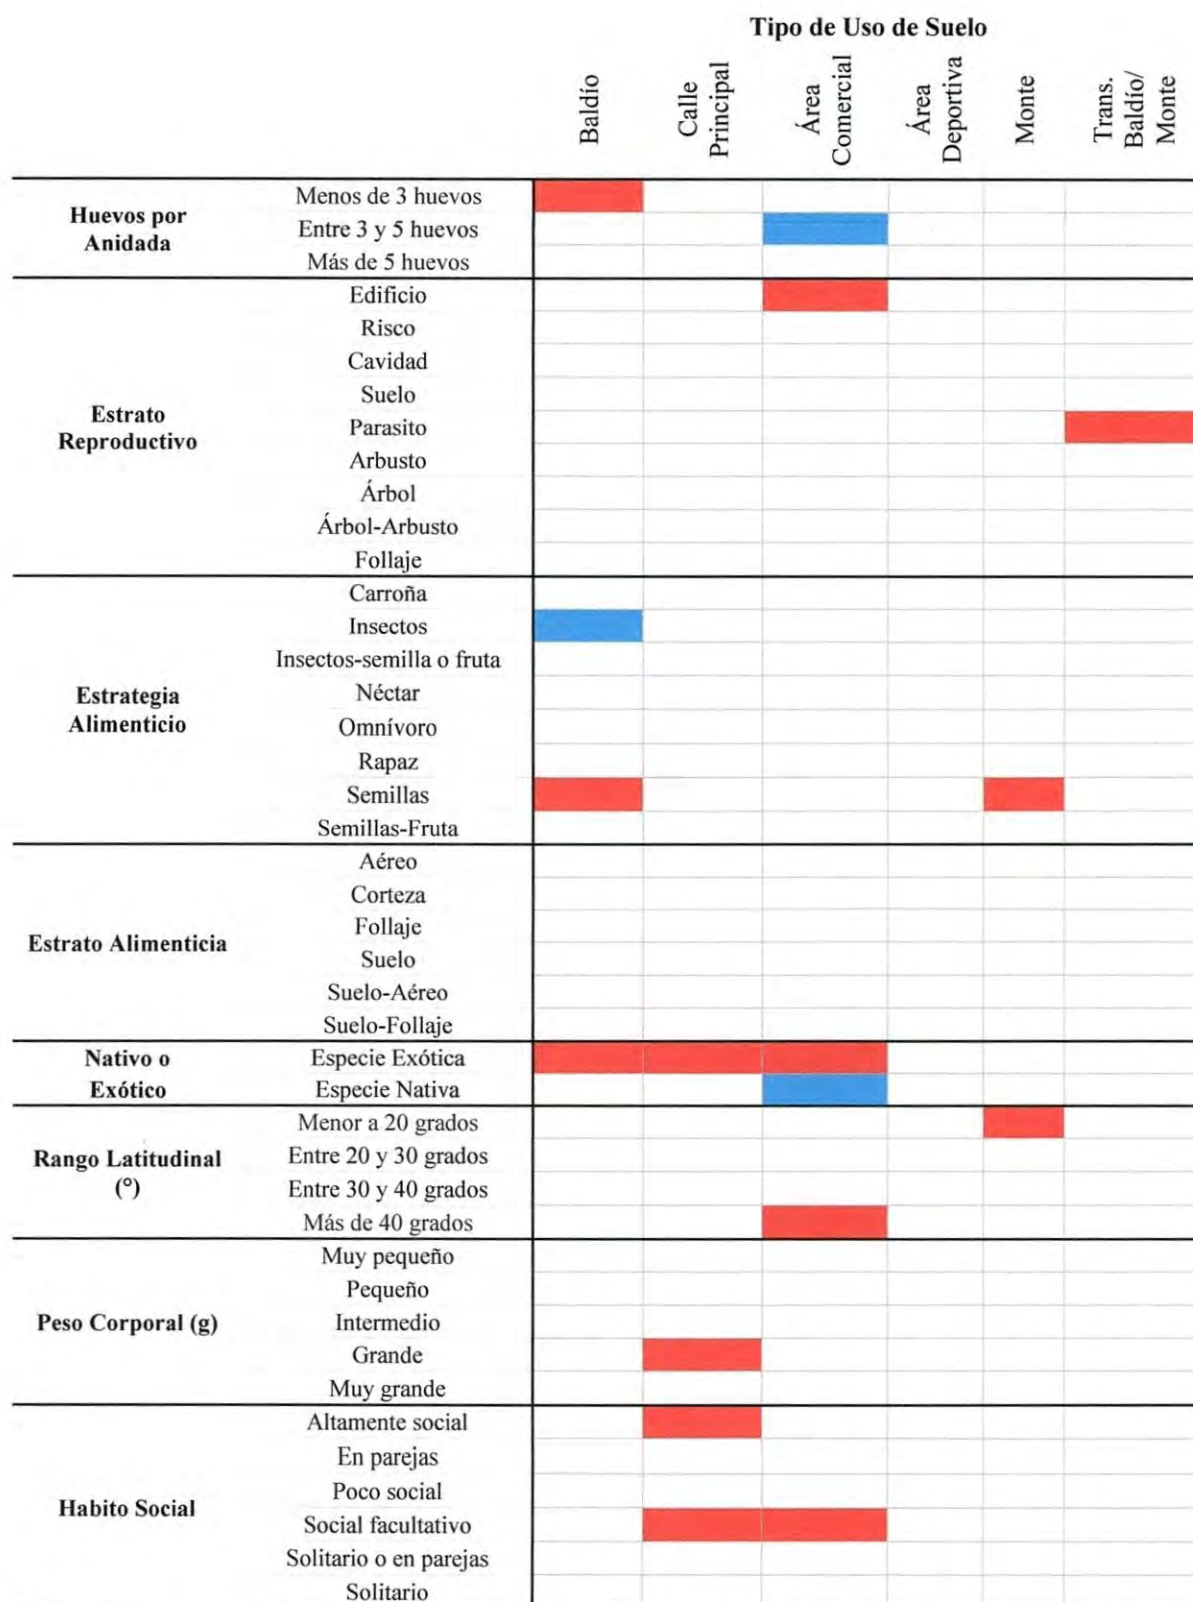 Tipo de Uso de Suelo
Baldío
Calle
Principal
Área
Comercial
Área
Deportiva
Monte
Trans.
Baldío/
Monte
Huevos por
Anidada
Menos de 3 huevos
Entre 3 y 5 huevos
Más de 5 huevos
Estrato
Reproductivo
Edificio
Risco
Cavidad
Suelo
Parasito
Arbusto
Árbol
Árbol-Arbusto
Follaje
Estrategia
Alimenticio
Carroña
Insectos
Insectos-semilla o fruta
Néctar
Omnívoro
Rapaz
Semillas
Semillas-Fruta
Estrato Alimenticia
Aéreo
Corteza
Follaje
Suelo
Suelo-Aéreo
Suelo-Follaje
Nativo o
Exótico
Especie Exótica
Especie Nativa
Rango Latitudinal
(°)
Menor a 20 grados
Entre 20 y 30 grados
Entre 30 y 40 grados
Más de 40 grados
Peso Corporal (g)
Muy pequeño
Pequeño
Intermedio
Grande
Muy grande
Habito Social
Altamente social
En parejas
Poco social
Social facultativo
Solitario o en parejas
Solitario